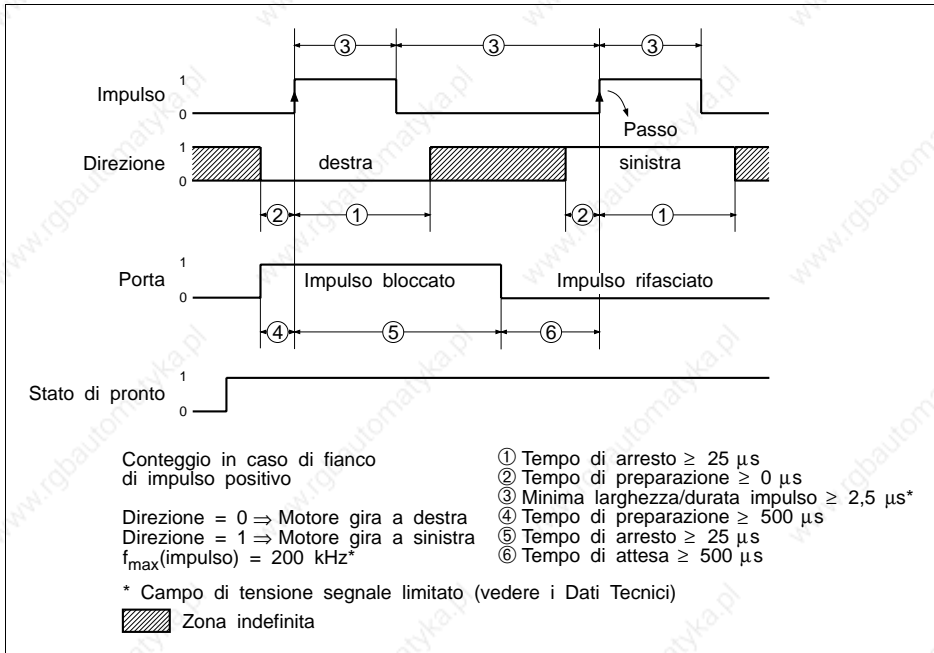 ③ ③ ③
Impulso 1 0
Passo
Direzione 1 0 destra sinistra
② ① ② ①
Porta 1 0 Impulso bloccato Impulso rifasciato
④ ⑤ ⑥
Stato di pronto 1 0
Conteggio in caso di fianco
di impulso positivo
Direzione = 0 ⇒ Motore gira a destra
Direzione = 1 ⇒ Motore gira a sinistra
fmax(impulso) = 200 kHz*
① Tempo di arresto ≥ 25 μs
② Tempo di preparazione ≥ 0 μs
③ Minima larghezza/durata impulso ≥ 2,5 μs*
④ Tempo di preparazione ≥ 500 μs
⑤ Tempo di arresto ≥ 25 μs
⑥ Tempo di attesa ≥ 500 μs
* Campo di tensione segnale limitato (vedere i Dati Tecnici)
Zona indefinita
www.rgbautomatyka.pl